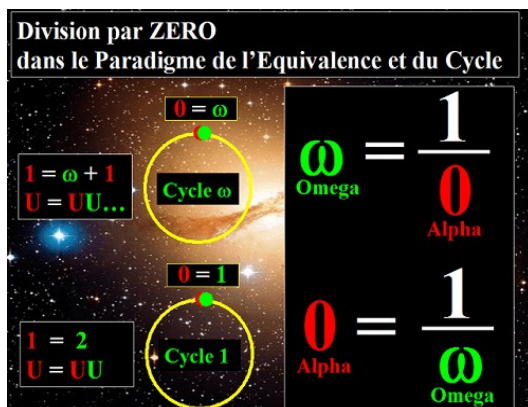 Division par ZERO
dans le Paradigme de l'Equivalence et du Cycle
0 = ω
1 = ω + 1
U = UU...
Cycle ω
0 = 1
1 = 2
U = UU
Cycle 1
ω = 1/0
Omega
Alpha
0 = 1/ω
Alpha
Omega